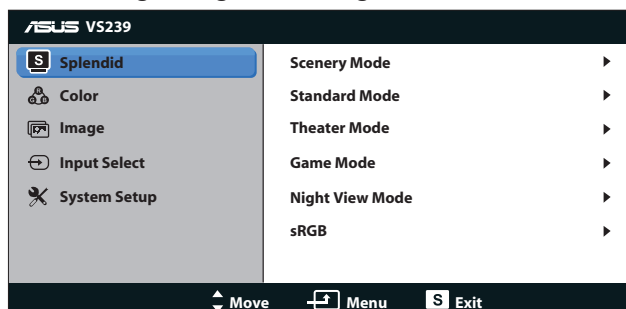 ASUS VS239
S Splendid
Color
Image
Input Select
System Setup
Scenery Mode
Standard Mode
Theater Mode
Game Mode
Night View Mode
sRGB
Move Menu S Exit